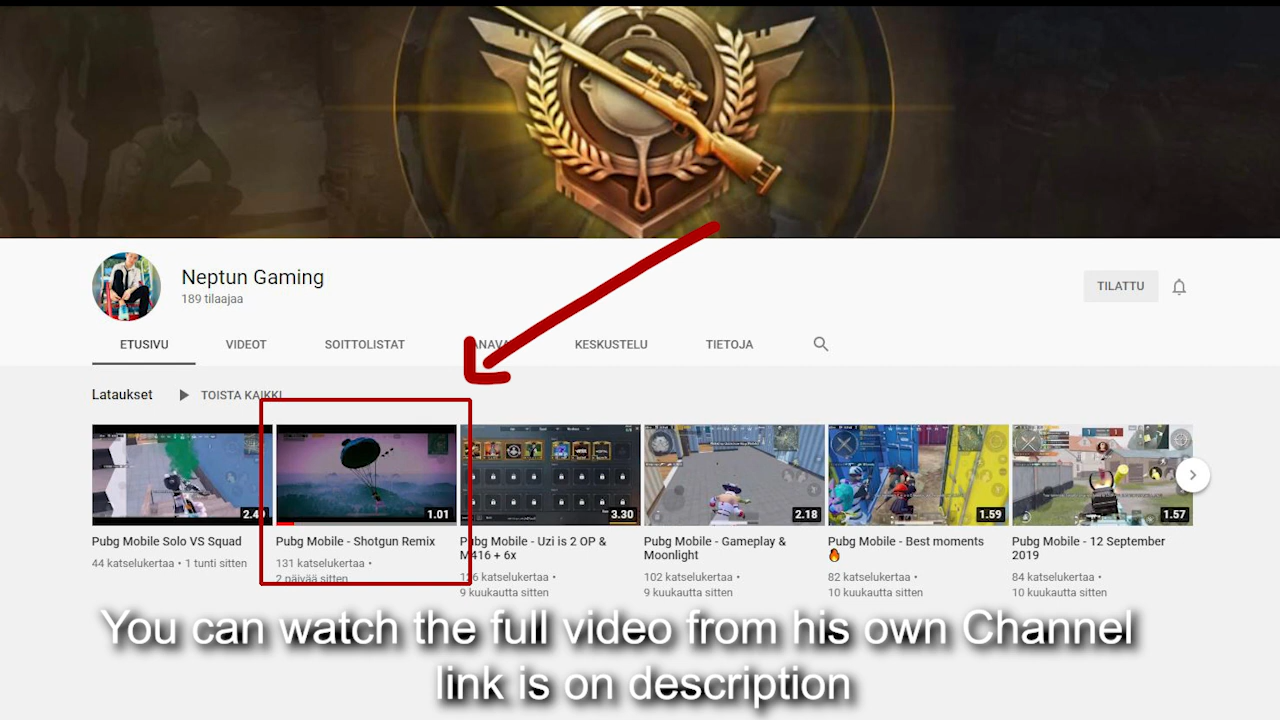 Neptun Gaming
189 tilaajaa
TILATTU
ETUSIVU
VIDEOT
SOITTOLISTAT
KESKUSTELU
TIETOJA
Lataukset
TOISTA KAIKKI
1.01
3.30
2.18
1.59
1.57
Pubg Mobile Solo VS Squad
44 katselukertaa • 1 tunti sitten
Pubg Mobile - Shotgun Remix
131 katselukertaa •
2 päivää sitten
Pubg Mobile - Uzi is 2 OP &
M416 + 6x
katselukertaa •
9 kuukautta sitten
Pubg Mobile - Gameplay &
Moonlight
102 katselukertaa •
9 kuukautta sitten
Pubg Mobile - Best moments
🔥
82 katselukertaa •
10 kuukautta sitten
Pubg Mobile - 12 September
2019
84 katselukertaa •
10 kuukautta sitten
You can watch the full video from his own Channel
link is on description